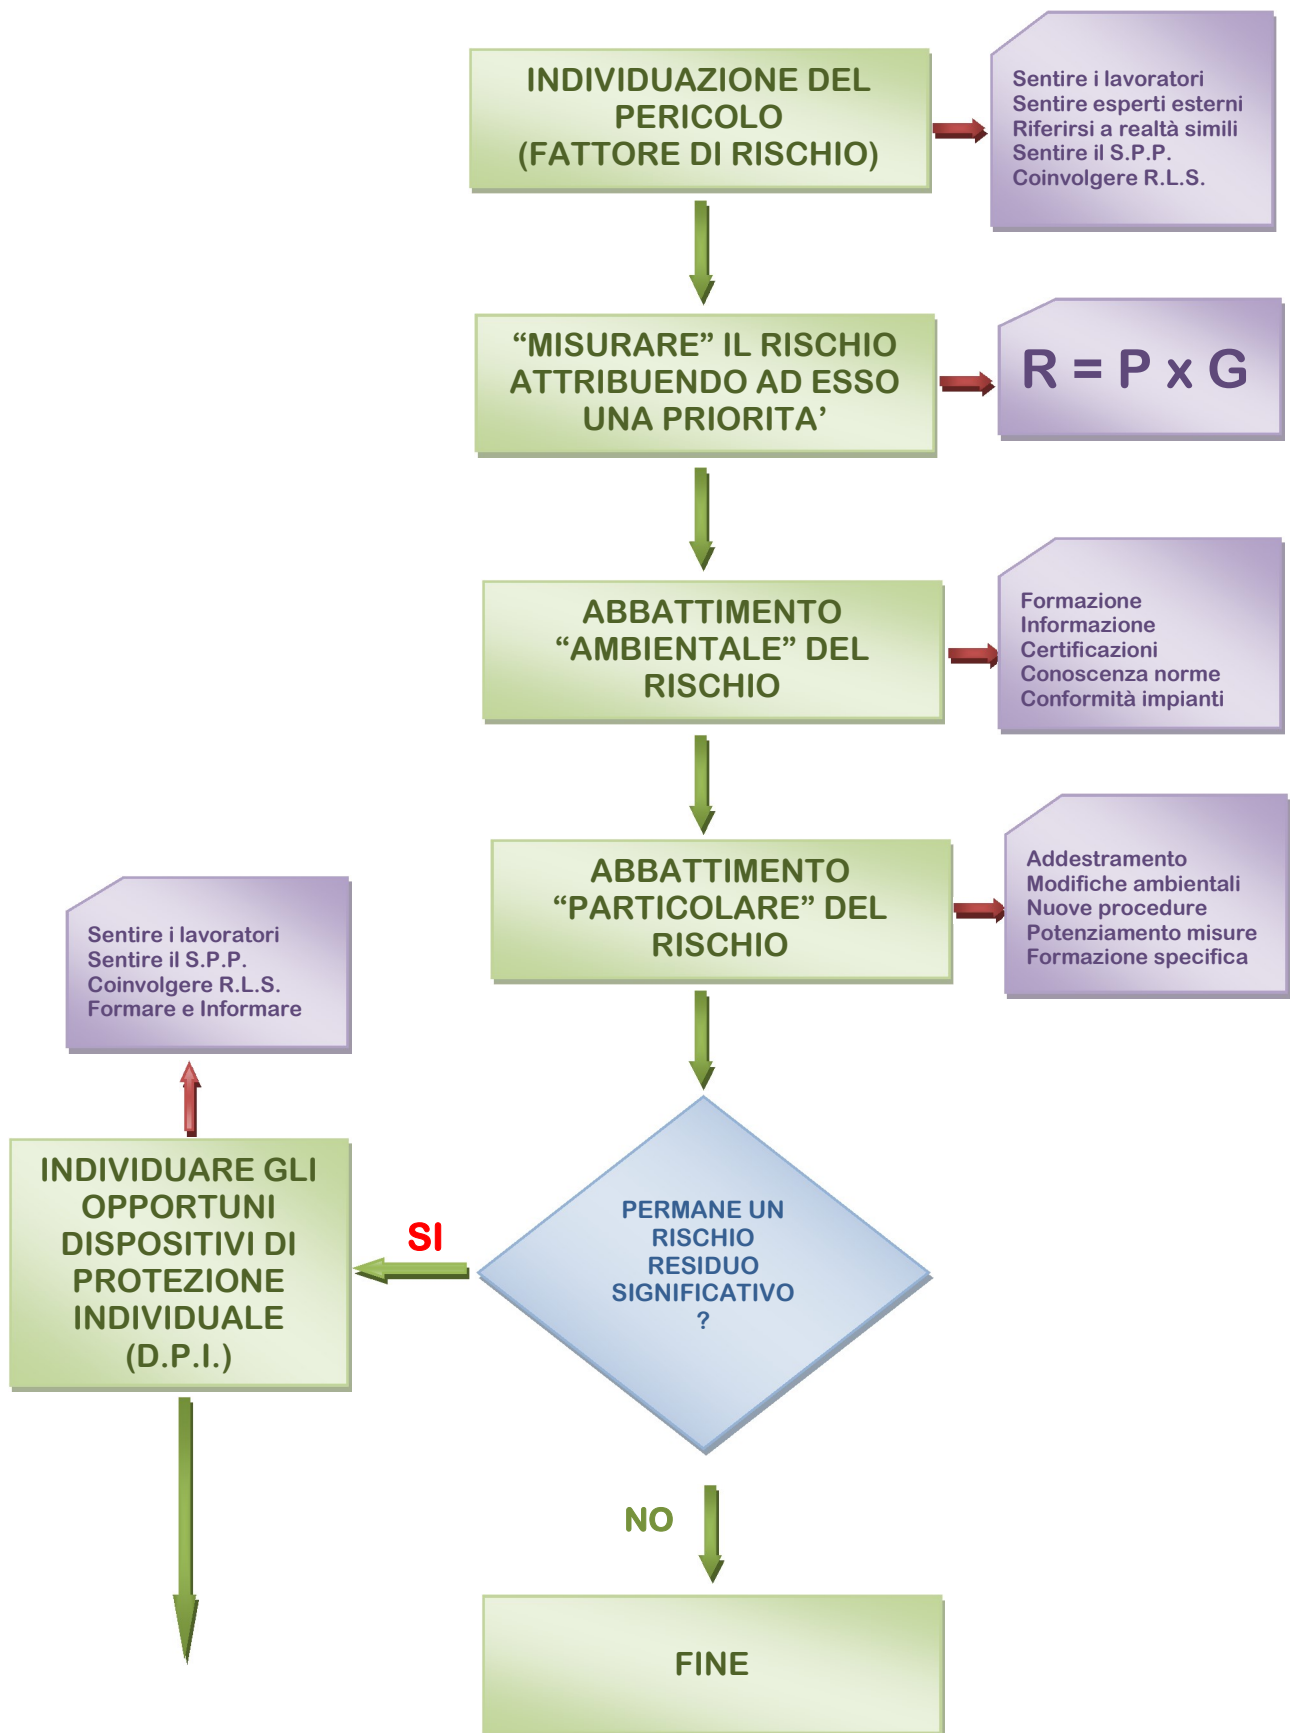 INDIVIDUAZIONE DEL
PERICOLO
(FATTORE DI RISCHIO)
Sentire i lavoratori
Sentire esperti esterni
Riferirsi a realtà simili
Sentire il S.P.P.
Coinvolgere R.L.S.
“MISURARE” IL RISCHIO
ATTRIBUENDO AD ESSO
UNA PRIORITA’
R = P x G
ABBATTIMENTO
“AMBIENTALE” DEL
RISCHIO
Formazione
Informazione
Certificazioni
Conoscenza norme
Conformità impianti
ABBATTIMENTO
“PARTICOLARE” DEL
RISCHIO
Addestramento
Modifiche ambientali
Nuove procedure
Potenziamento misure
Formazione specifica
Sentire i lavoratori
Sentire il S.P.P.
Coinvolgere R.L.S.
Formare e Informare
INDIVIDUARE GLI
OPPORTUNI
DISPOSITIVI DI
PROTEZIONE
INDIVIDUALE
(D.P.I.)
SI
PERMANE UN
RISCHIO
RESIDUO
SIGNIFICATIVO
?
NO
FINE